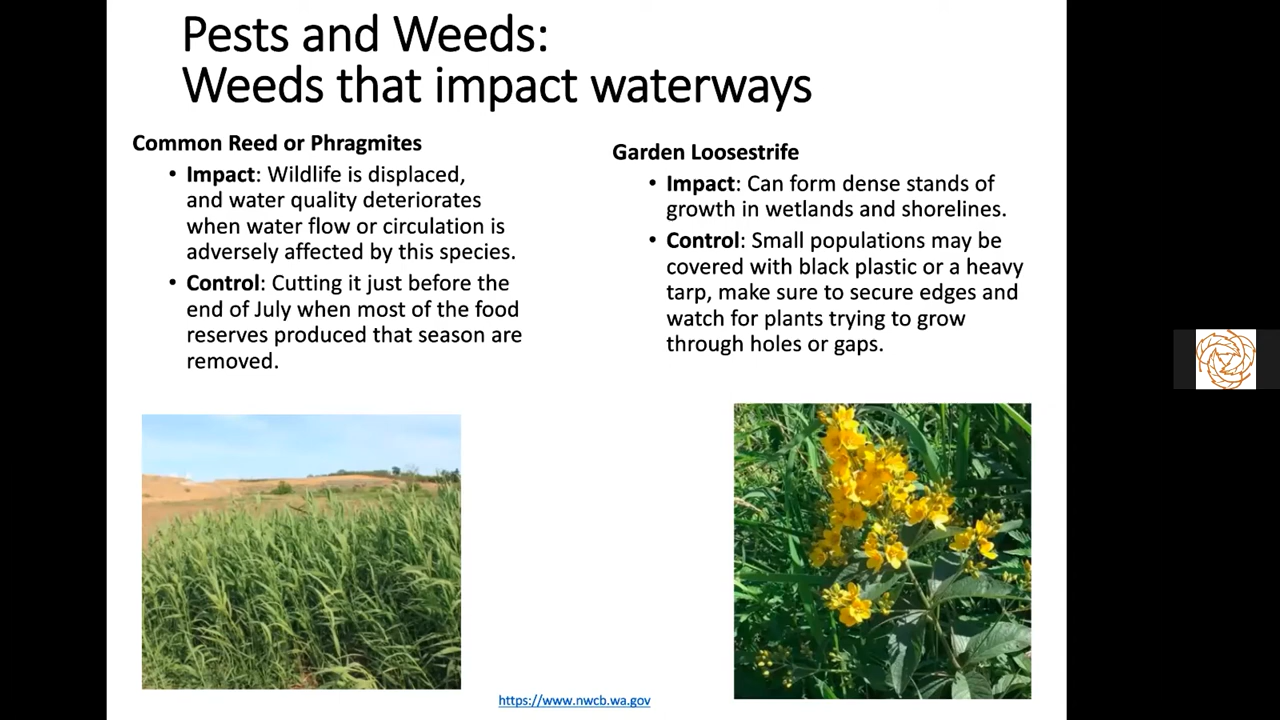 Pests and Weeds:
Weeds that impact waterways
Common Reed or Phragmites
• Impact: Wildlife is displaced,
and water quality deteriorates
when water flow or circulation is
adversely affected by this species.
• Control: Cutting it just before the
end of July when most of the food
reserves produced that season are
removed.
Garden Loosestrife
• Impact: Can form dense stands of
growth in wetlands and shorelines.
• Control: Small populations may be
covered with black plastic or a heavy
tarp, make sure to secure edges and
watch for plants trying to grow
through holes or gaps.
https://www.nwcb.wa.gov